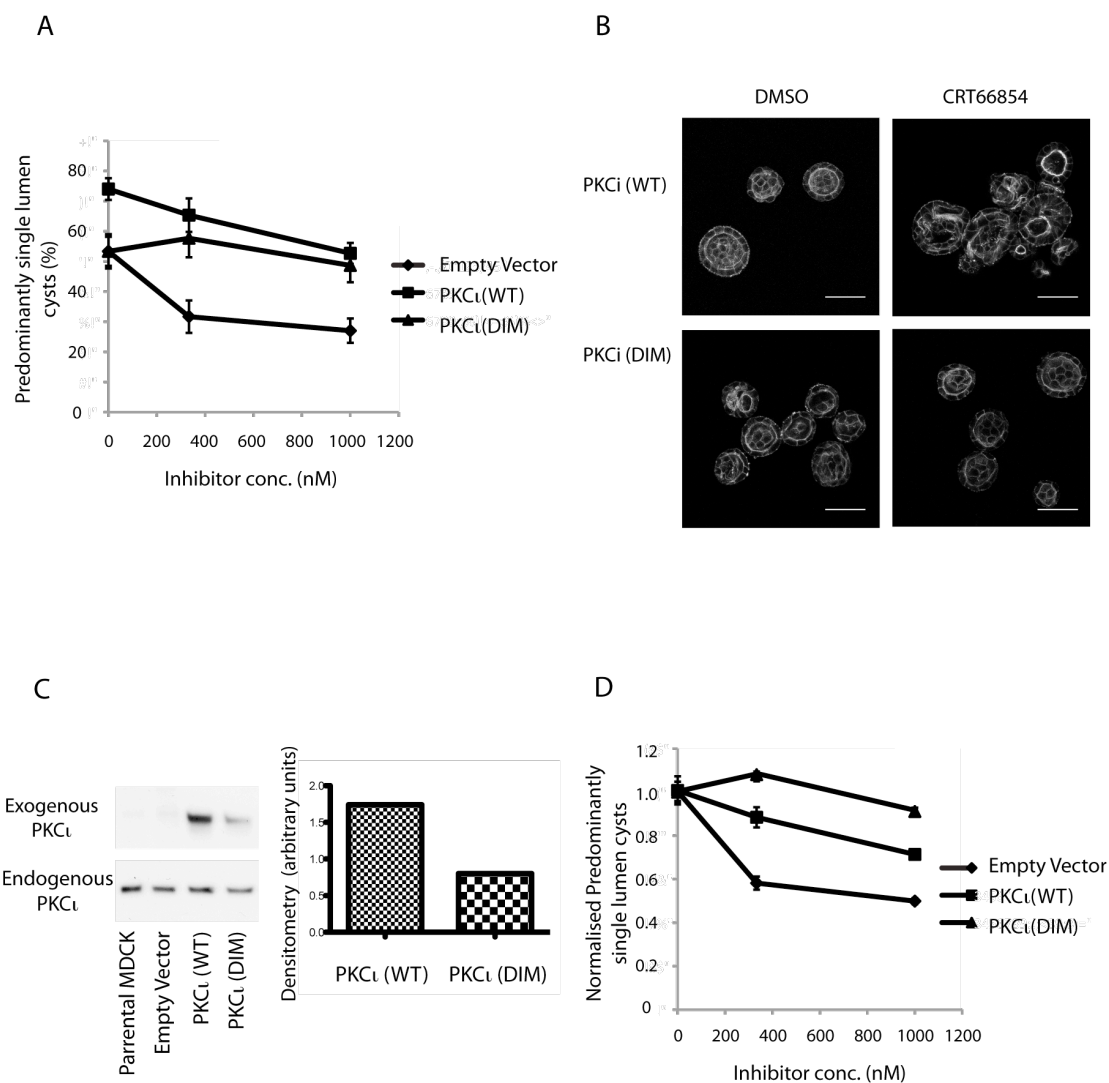 A
Predominantly single lumen
cysts (%)
80
60
40
20
0
0 200 400 600 800 1000 1200
Inhibitor conc. (nM)
Empty Vector
PKCι(WT)
PKCι(DIM)
B
DMSO CRT66854
PKCi (WT)
PKCi (DIM)
C
Exogenous
PKCι
Endogenous
PKCι
Parrental MDCK
Empty Vector
PKCι (WT)
PKCι (DIM)
Densitometry (arbitrary units)
2.0
1.5
1.0
0.5
0.0
PKCι (WT) PKCι (DIM)
D
Normalised Predominantly
single lumen cysts
1.2
1.0
0.8
0.6
0.4
0.2
0
0 200 400 600 800 1000 1200
Inhibitor conc. (nM)
Empty Vector
PKCι(WT)
PKCι(DIM)